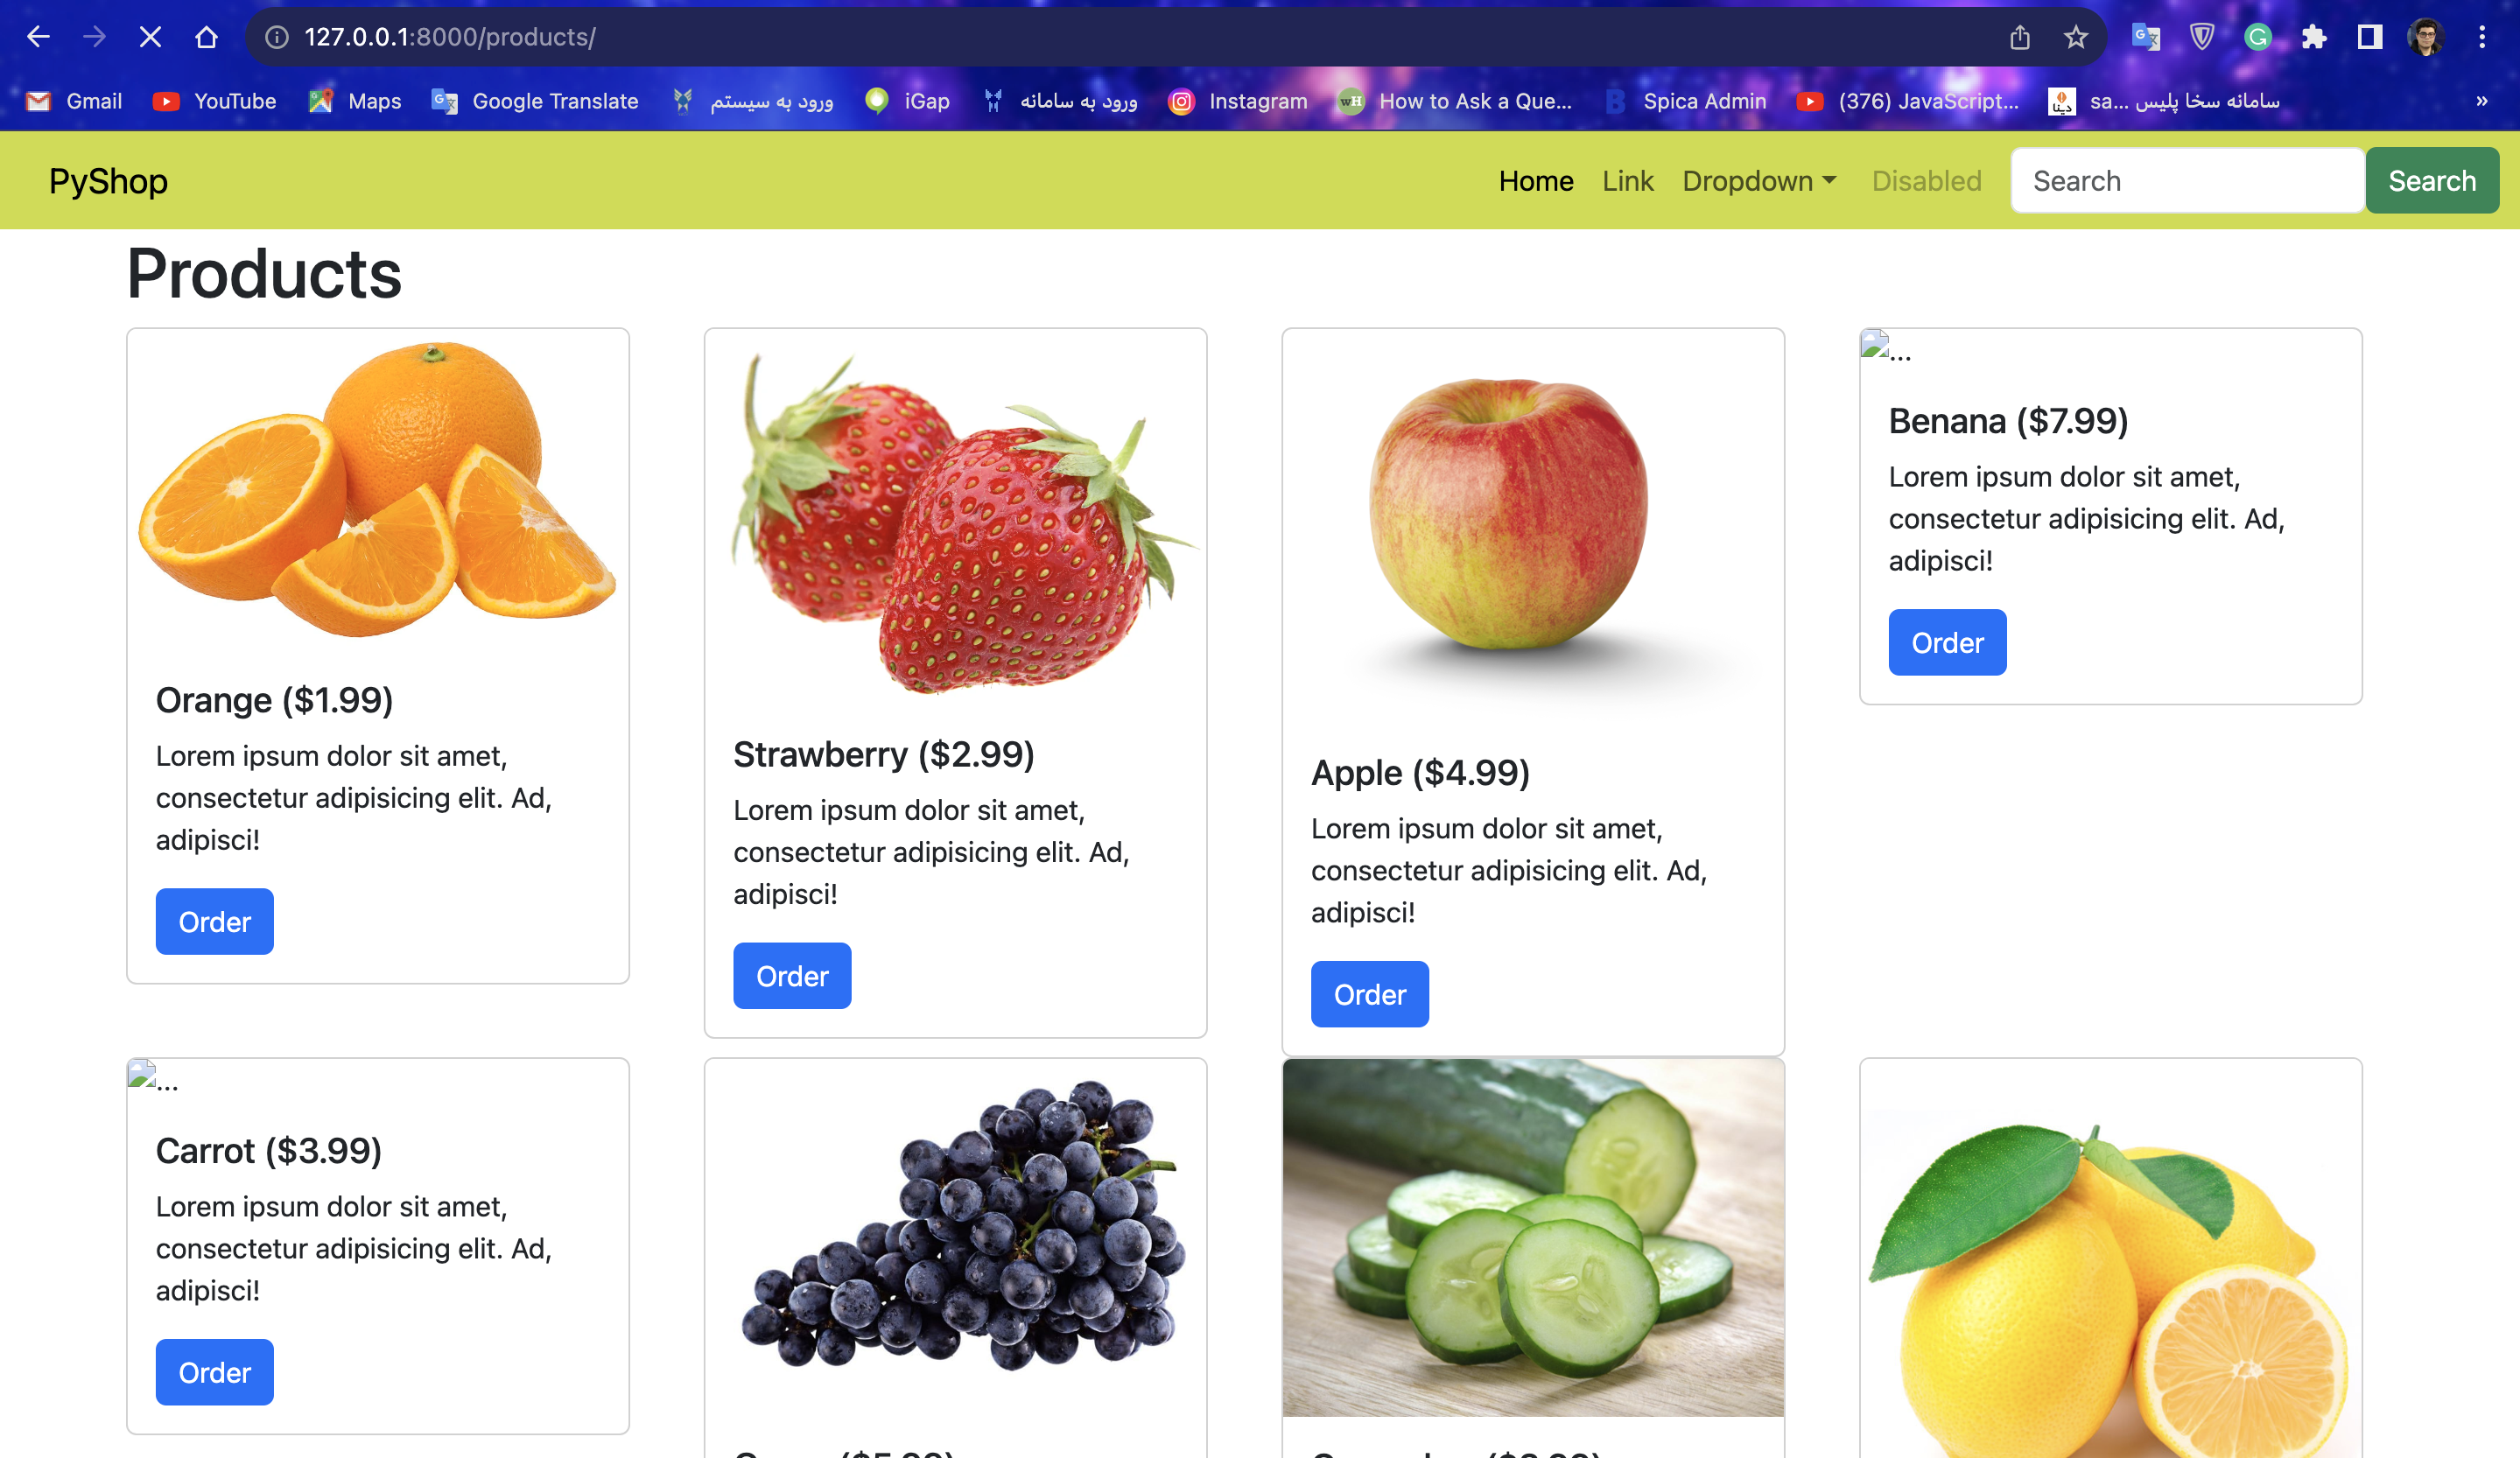 127.0.0.1:8000/products/
Gmail
YouTube
Maps
Google Translate
ورود به سیستم
iGap
ورود به سامانه
Instagram
wH How to Ask a Que...
B Spica Admin
(376) JavaScript...
دینا
sa... سامانه سخا پلیس
»
PyShop
Home Link Dropdown Disabled Search Search
Products
Orange ($1.99)
Lorem ipsum dolor sit amet,
consectetur adipisicing elit. Ad,
adipisci!
Order
Strawberry ($2.99)
Lorem ipsum dolor sit amet,
consectetur adipisicing elit. Ad,
adipisci!
Order
Apple ($4.99)
Lorem ipsum dolor sit amet,
consectetur adipisicing elit. Ad,
adipisci!
Order
...
Benana ($7.99)
Lorem ipsum dolor sit amet,
consectetur adipisicing elit. Ad,
adipisci!
Order
...
Carrot ($3.99)
Lorem ipsum dolor sit amet,
consectetur adipisicing elit. Ad,
adipisci!
Order